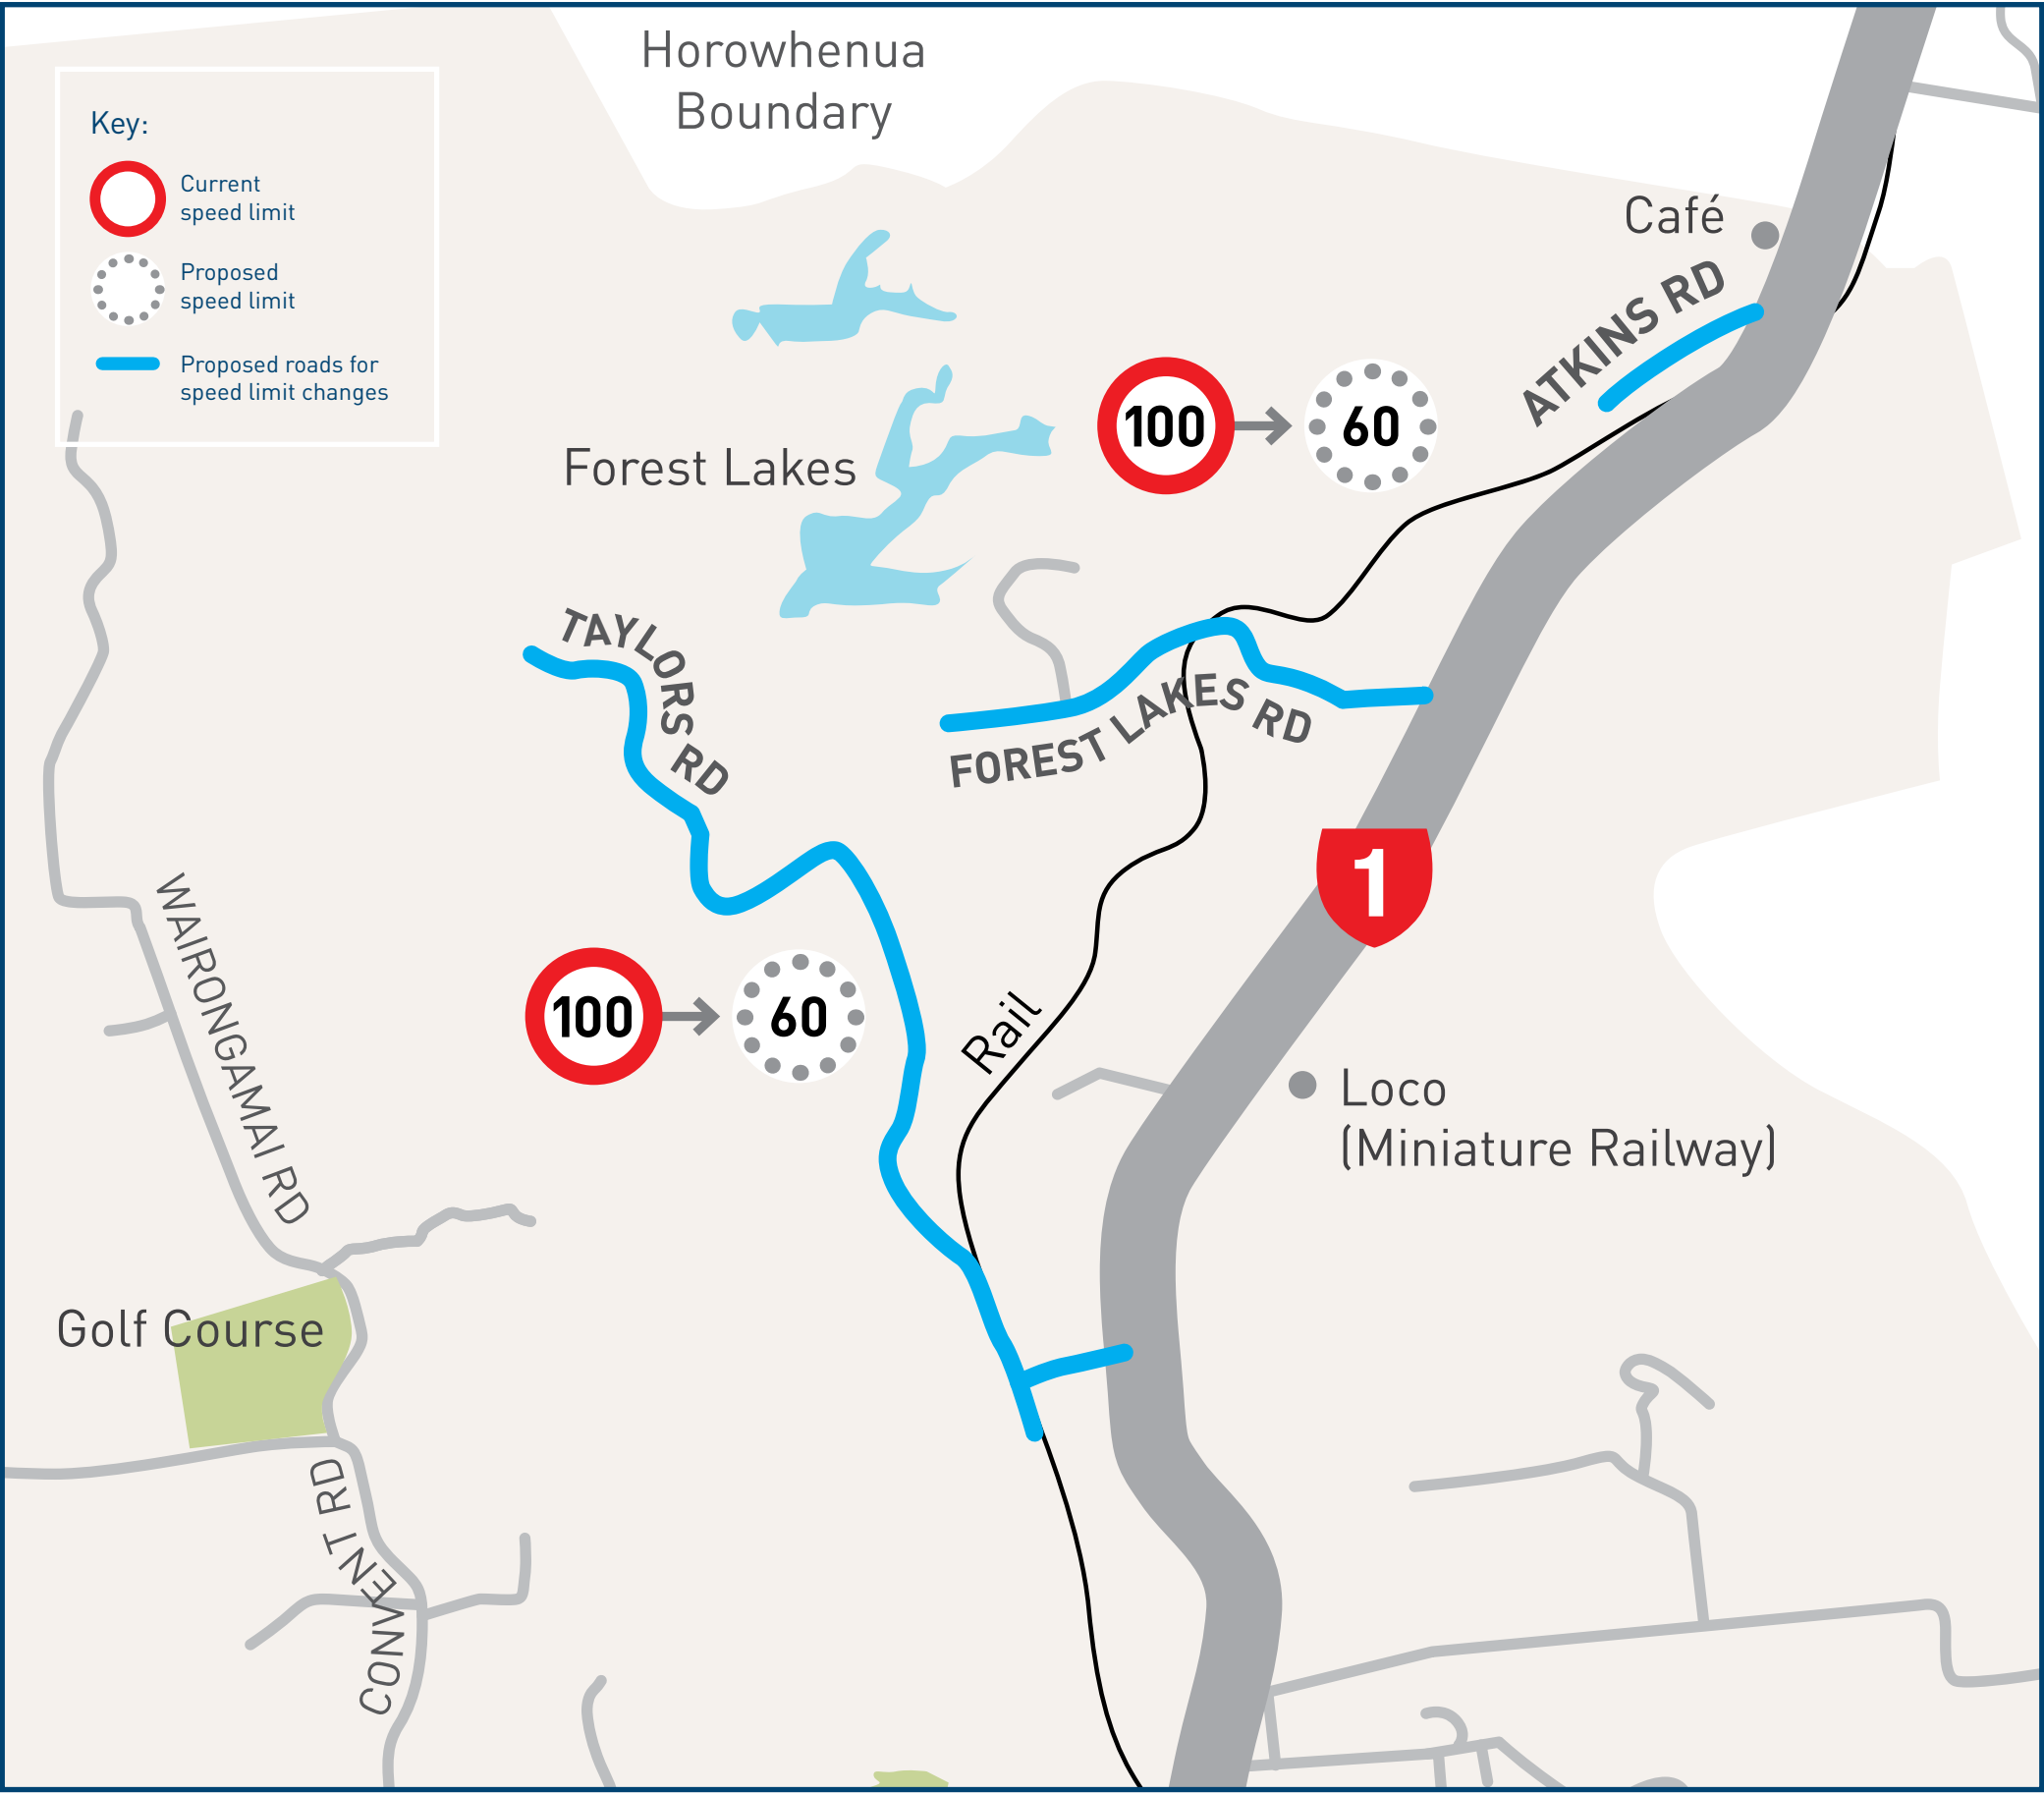 Horowhenua
Boundary
Key:
Current
speed limit
Proposed
speed limit
Proposed roads for
speed limit changes
Café
ATKINS RD
100
60
Forest Lakes
TAYLORS RD
FOREST LAKES RD
1
WAIRONGAMAI RD
100
60
Rail
Loco
(Miniature Railway)
Golf Course
CONVENT RD